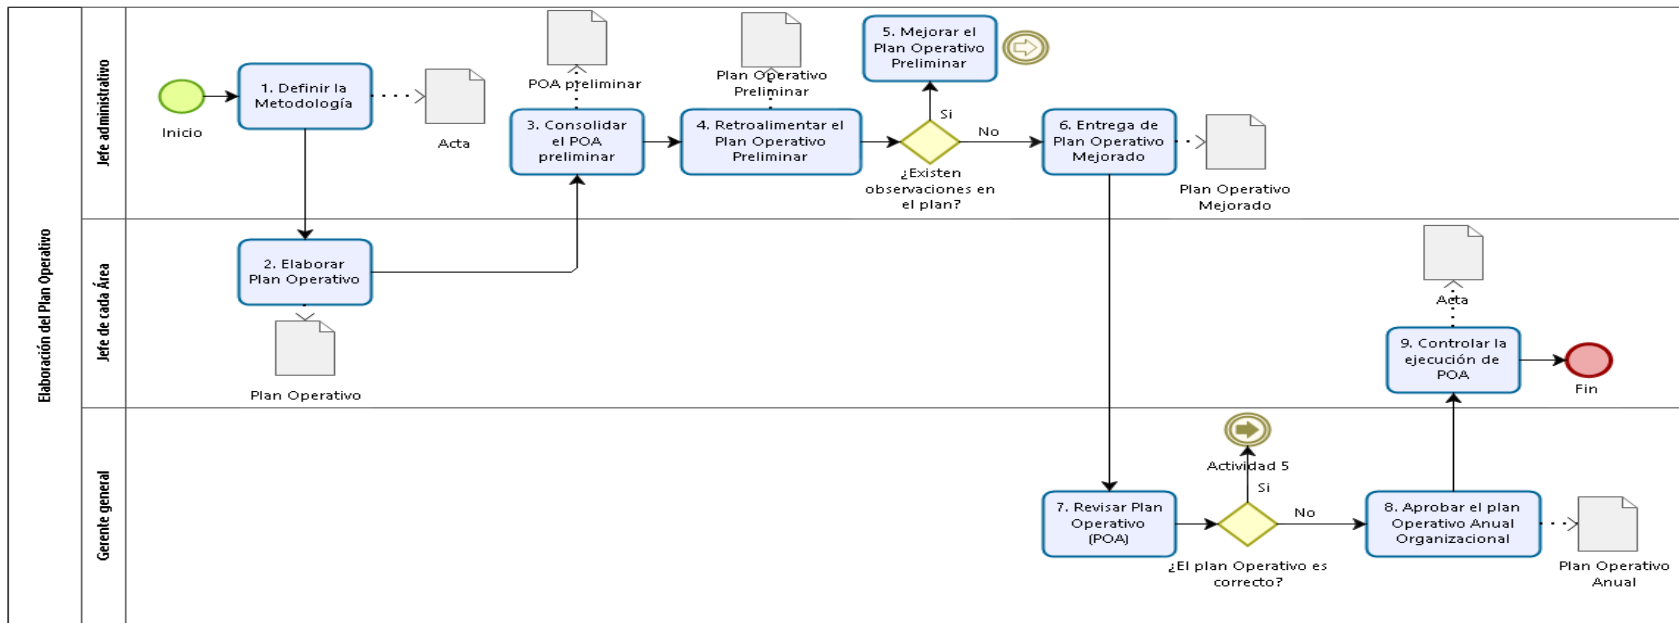 Elaboración del Plan Operativo
Jefe administrativo
Inicio
1. Definir la
Metodología
Acta
POA preliminar
3. Consolidar
el POA
preliminar
Plan Operativo
Preliminar
4. Retroalimentar el
Plan Operativo
Preliminar
5. Mejorar el
Plan Operativo
Preliminar
Si
No
¿Existen
observaciones en
el plan?
6. Entrega de
Plan Operativo
Mejorado
Plan Operativo
Mejorado
Jefe de cada Área
2. Elaborar
Plan Operativo
Plan Operativo
Acta
9. Controlar la
ejecución de
POA
Fin
Gerente general
7. Revisar Plan
Operativo
(POA)
Actividad 5
Si
No
¿El plan Operativo es
correcto?
8. Aprobar el plan
Operativo Anual
Organizacional
Plan Operativo
Anual